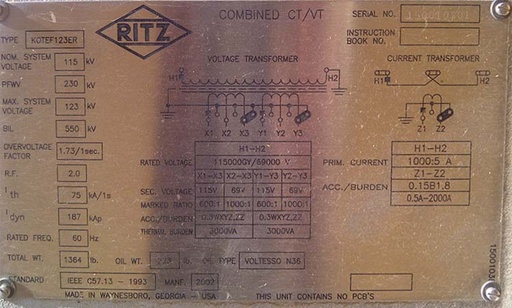 RITZ
COMBINED CT/VT
SERIAL NO.
INSTRUCTION
BOOK NO.
TYPE KOTEF123ER
NOM. SYSTEM
VOLTAGE 115 kV
PFWV 230 kV
MAX. SYSTEM
VOLTAGE 123 kV
BIL 550 kV
OVERVOLTAGE
FACTOR 1.73/1sec.
R.F. 2.0
I th 75 kA/1s
I dyn 187 kAp
RATED FREQ. 60 Hz
TOTAL WT. 1364 lb. OIL WT. lb. OIL TYPE VOLTESSO N36
STANDARD IEEE C57.13 - 1993 MANF. 2002
MADE IN WAYNESBORO, GEORGIA - USA THIS UNIT CONTAINS NO PCB'S
VOLTAGE TRANSFORMER
H1 H2
X1 X2 X3 Y1 Y2 Y3
H1-H2
RATED VOLTAGE 115000GY/69000 V
X1-X3 X2-X3 Y1-Y3 Y2-Y3
SEC. VOLTAGE 115V 69V 115V 69V
MARKED RATIO 600:1 1000:1 600:1 1000:1
ACC./BURDEN 0.3WXYZ,ZZ 0.3WXYZ,ZZ
THERMAL BURDEN 3000VA 3000VA
CURRENT TRANSFORMER
H1 H2
Z1 Z2
H1-H2
PRIM. CURRENT 1000:5 A
Z1-Z2
ACC./BURDEN 0.15B1.8
0.5A-2000A